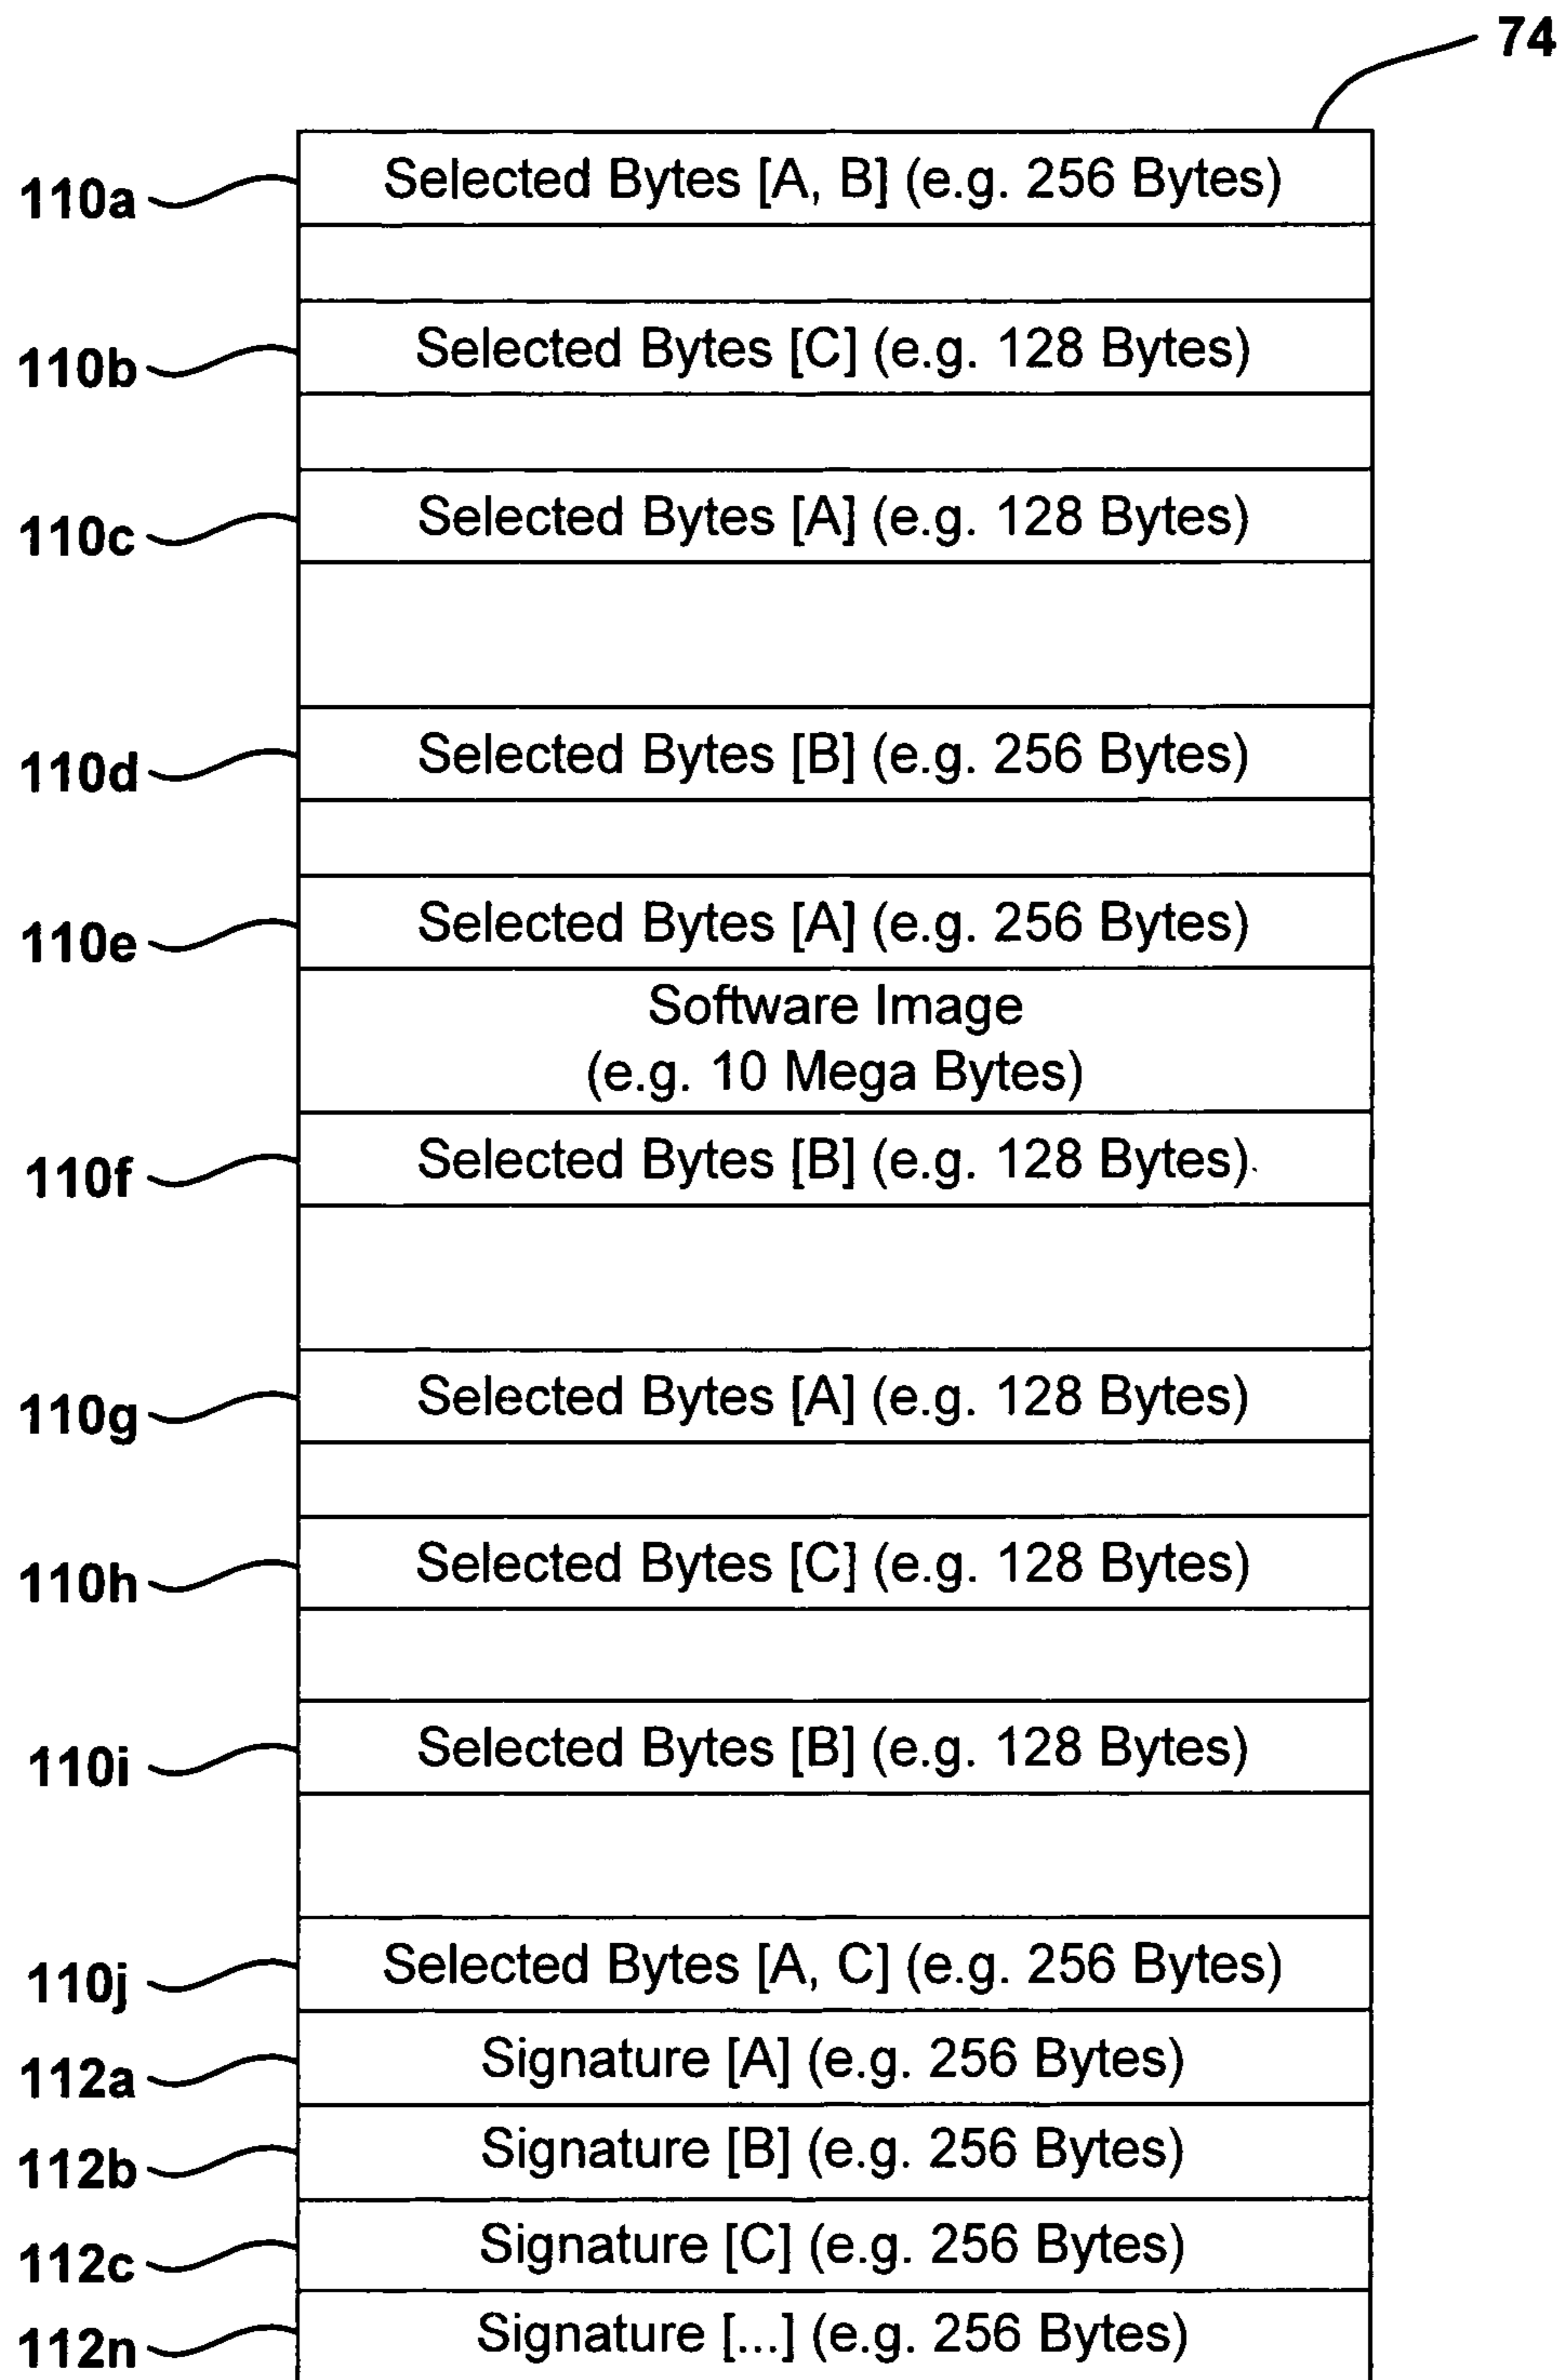 74
110a Selected Bytes [A, B] (e.g. 256 Bytes)
110b Selected Bytes [C] (e.g. 128 Bytes)
110c Selected Bytes [A] (e.g. 128 Bytes)
110d Selected Bytes [B] (e.g. 256 Bytes)
110e Selected Bytes [A] (e.g. 256 Bytes)
Software Image
(e.g. 10 Mega Bytes)
110f Selected Bytes [B] (e.g. 128 Bytes)
110g Selected Bytes [A] (e.g. 128 Bytes)
110h Selected Bytes [C] (e.g. 128 Bytes)
110i Selected Bytes [B] (e.g. 128 Bytes)
110j Selected Bytes [A, C] (e.g. 256 Bytes)
112a Signature [A] (e.g. 256 Bytes)
112b Signature [B] (e.g. 256 Bytes)
112c Signature [C] (e.g. 256 Bytes)
112n Signature [...] (e.g. 256 Bytes)